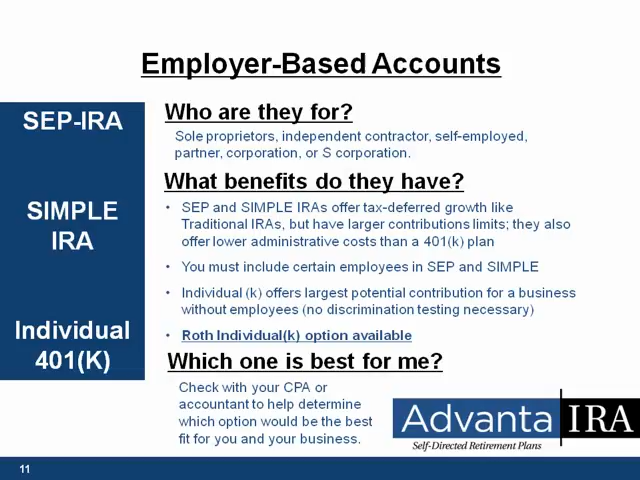 Employer-Based Accounts
SEP-IRA
SIMPLE
IRA
Individual
401(K)
Who are they for?
Sole proprietors, independent contractor, self-employed,
partner, corporation, or S corporation.
What benefits do they have?
• SEP and SIMPLE IRAs offer tax-deferred growth like
Traditional IRAs, but have larger contributions limits; they also
offer lower administrative costs than a 401(k) plan
• You must include certain employees in SEP and SIMPLE
• Individual (k) offers largest potential contribution for a business
without employees (no discrimination testing necessary)
• Roth Individual(k) option available
Which one is best for me?
Check with your CPA or
accountant to help determine
which option would be the best
fit for you and your business.
Advanta IRA
Self-Directed Retirement Plans
11